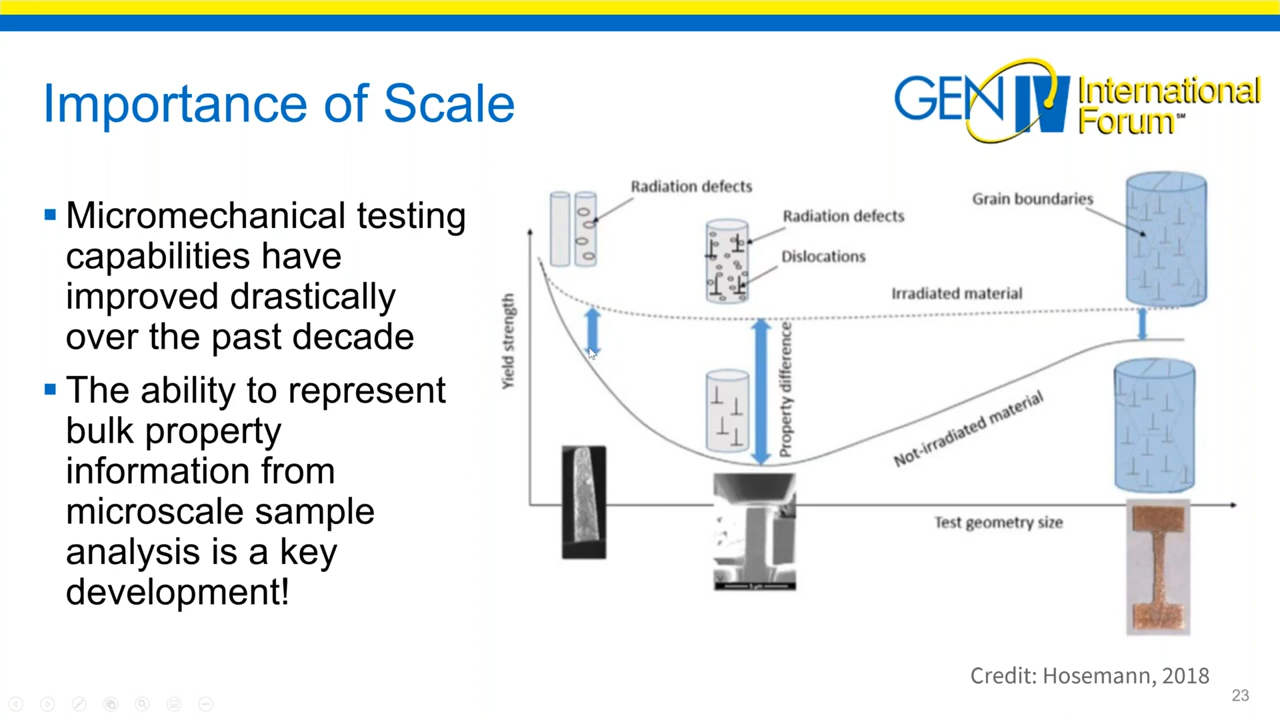 Importance of Scale
GEN IV International
Forum SM
▪ Micromechanical testing
capabilities have
improved drastically
over the past decade
▪ The ability to represent
bulk property
information from
microscale sample
analysis is a key
development!
Radiation defects
Radiation defects
Dislocations
Grain boundaries
Irradiated material
Yield strength
Property difference
Not-irradiated material
Test geometry size
Credit: Hosemann, 2018
23